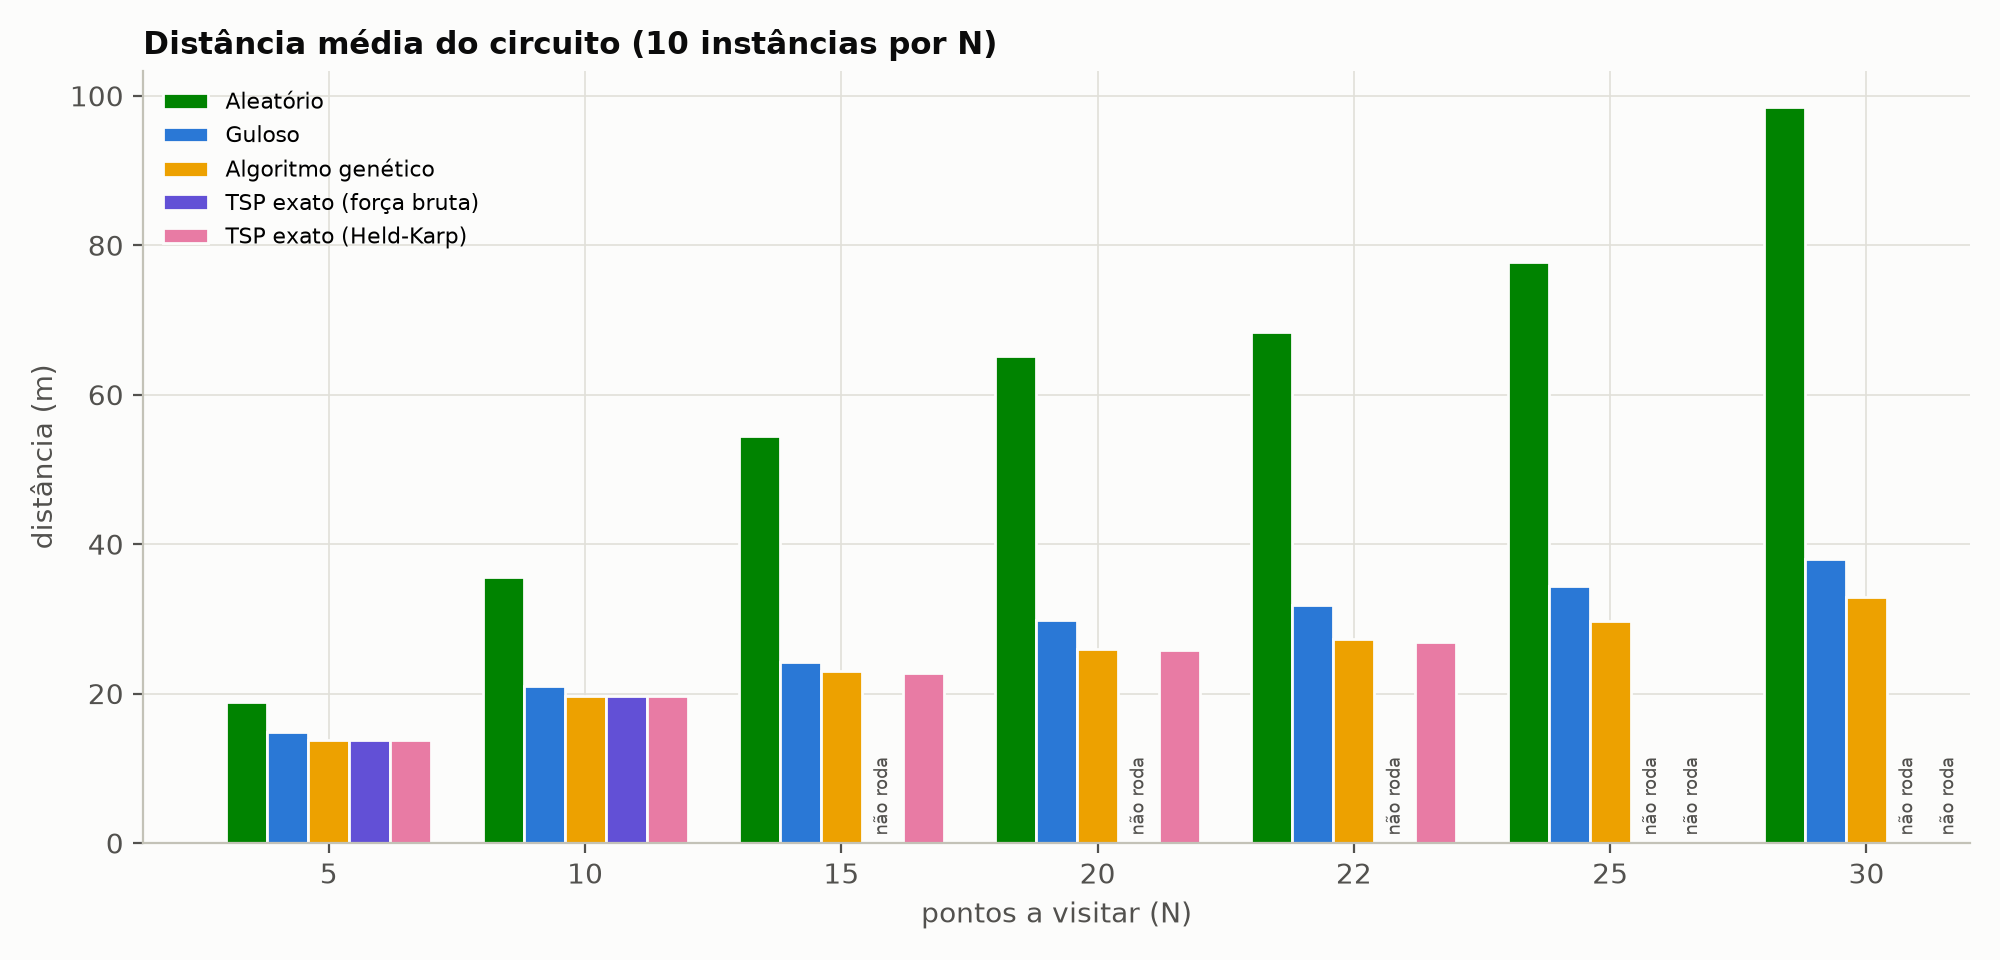 Distância média do circuito (10 instâncias por N)
Aleatório
Guloso
Algoritmo genético
TSP exato (força bruta)
TSP exato (Held-Karp)
distância (m)
100
80
60
40
20
0
não roda
não roda
não roda
não roda
não roda
não roda
não roda
5 10 15 20 22 25 30
pontos a visitar (N)